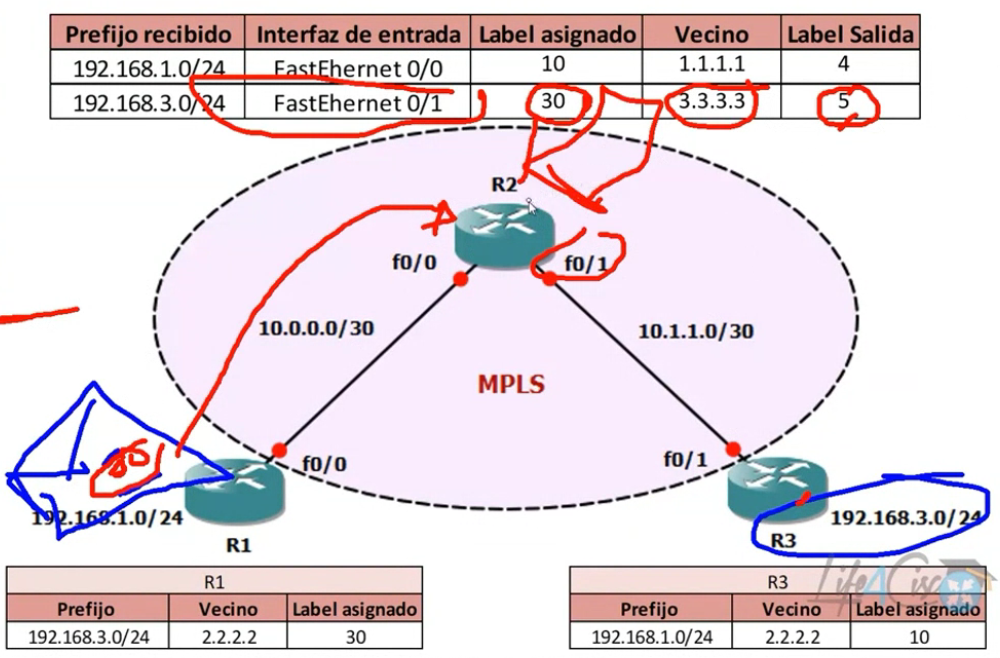 Prefijo recibido Interfaz de entrada Label asignado Vecino Label Salida
192.168.1.0/24 FastEhernet 0/0 10 1.1.1.1 4
192.168.3.0/24 FastEhernet 0/1 30 3.3.3.3 5
R2
f0/0 f0/1
10.0.0.0/30 10.1.1.0/30
MPLS
f0/0 f0/1
192.168.1.0/24 192.168.3.0/24
R1 R3
Life4Cisco
R1
Prefijo Vecino Label asignado
192.168.3.0/24 2.2.2.2 30
R3
Prefijo Vecino Label asignado
192.168.1.0/24 2.2.2.2 10